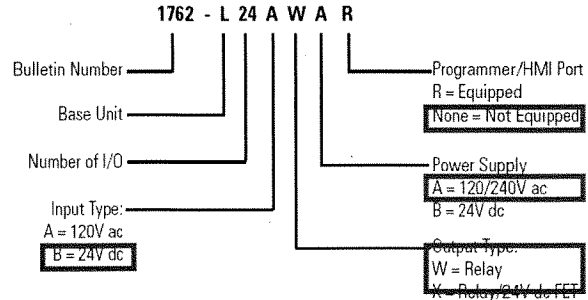 1762 - L 24 A W A R
Bulletin Number
Base Unit
Number of I/O
Input Type:
A = 120V ac
B = 24V dc
Programmer/HMI Port
R = Equipped
None = Not Equipped
Power Supply
A = 120/240V ac
B = 24V dc
Output Type:
W = Relay
X = Relay/24V dc FET